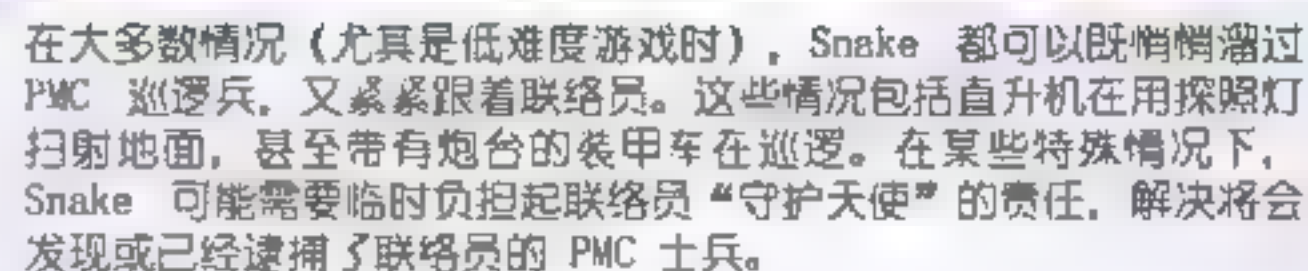 在大多数情况（尤其是低难度游戏时），Snake 都可以既悄悄溜过
PMC 巡逻兵，又紧紧跟着联络员。这些情况包括直升机在用探照灯
扫射地面，甚至带有炮台的装甲车在巡逻。在某些特殊情况下，
Snake 可能需要临时负担起联络员“守护天使”的责任，解决将会
发现或已经逮捕了联络员的 PMC 士兵。